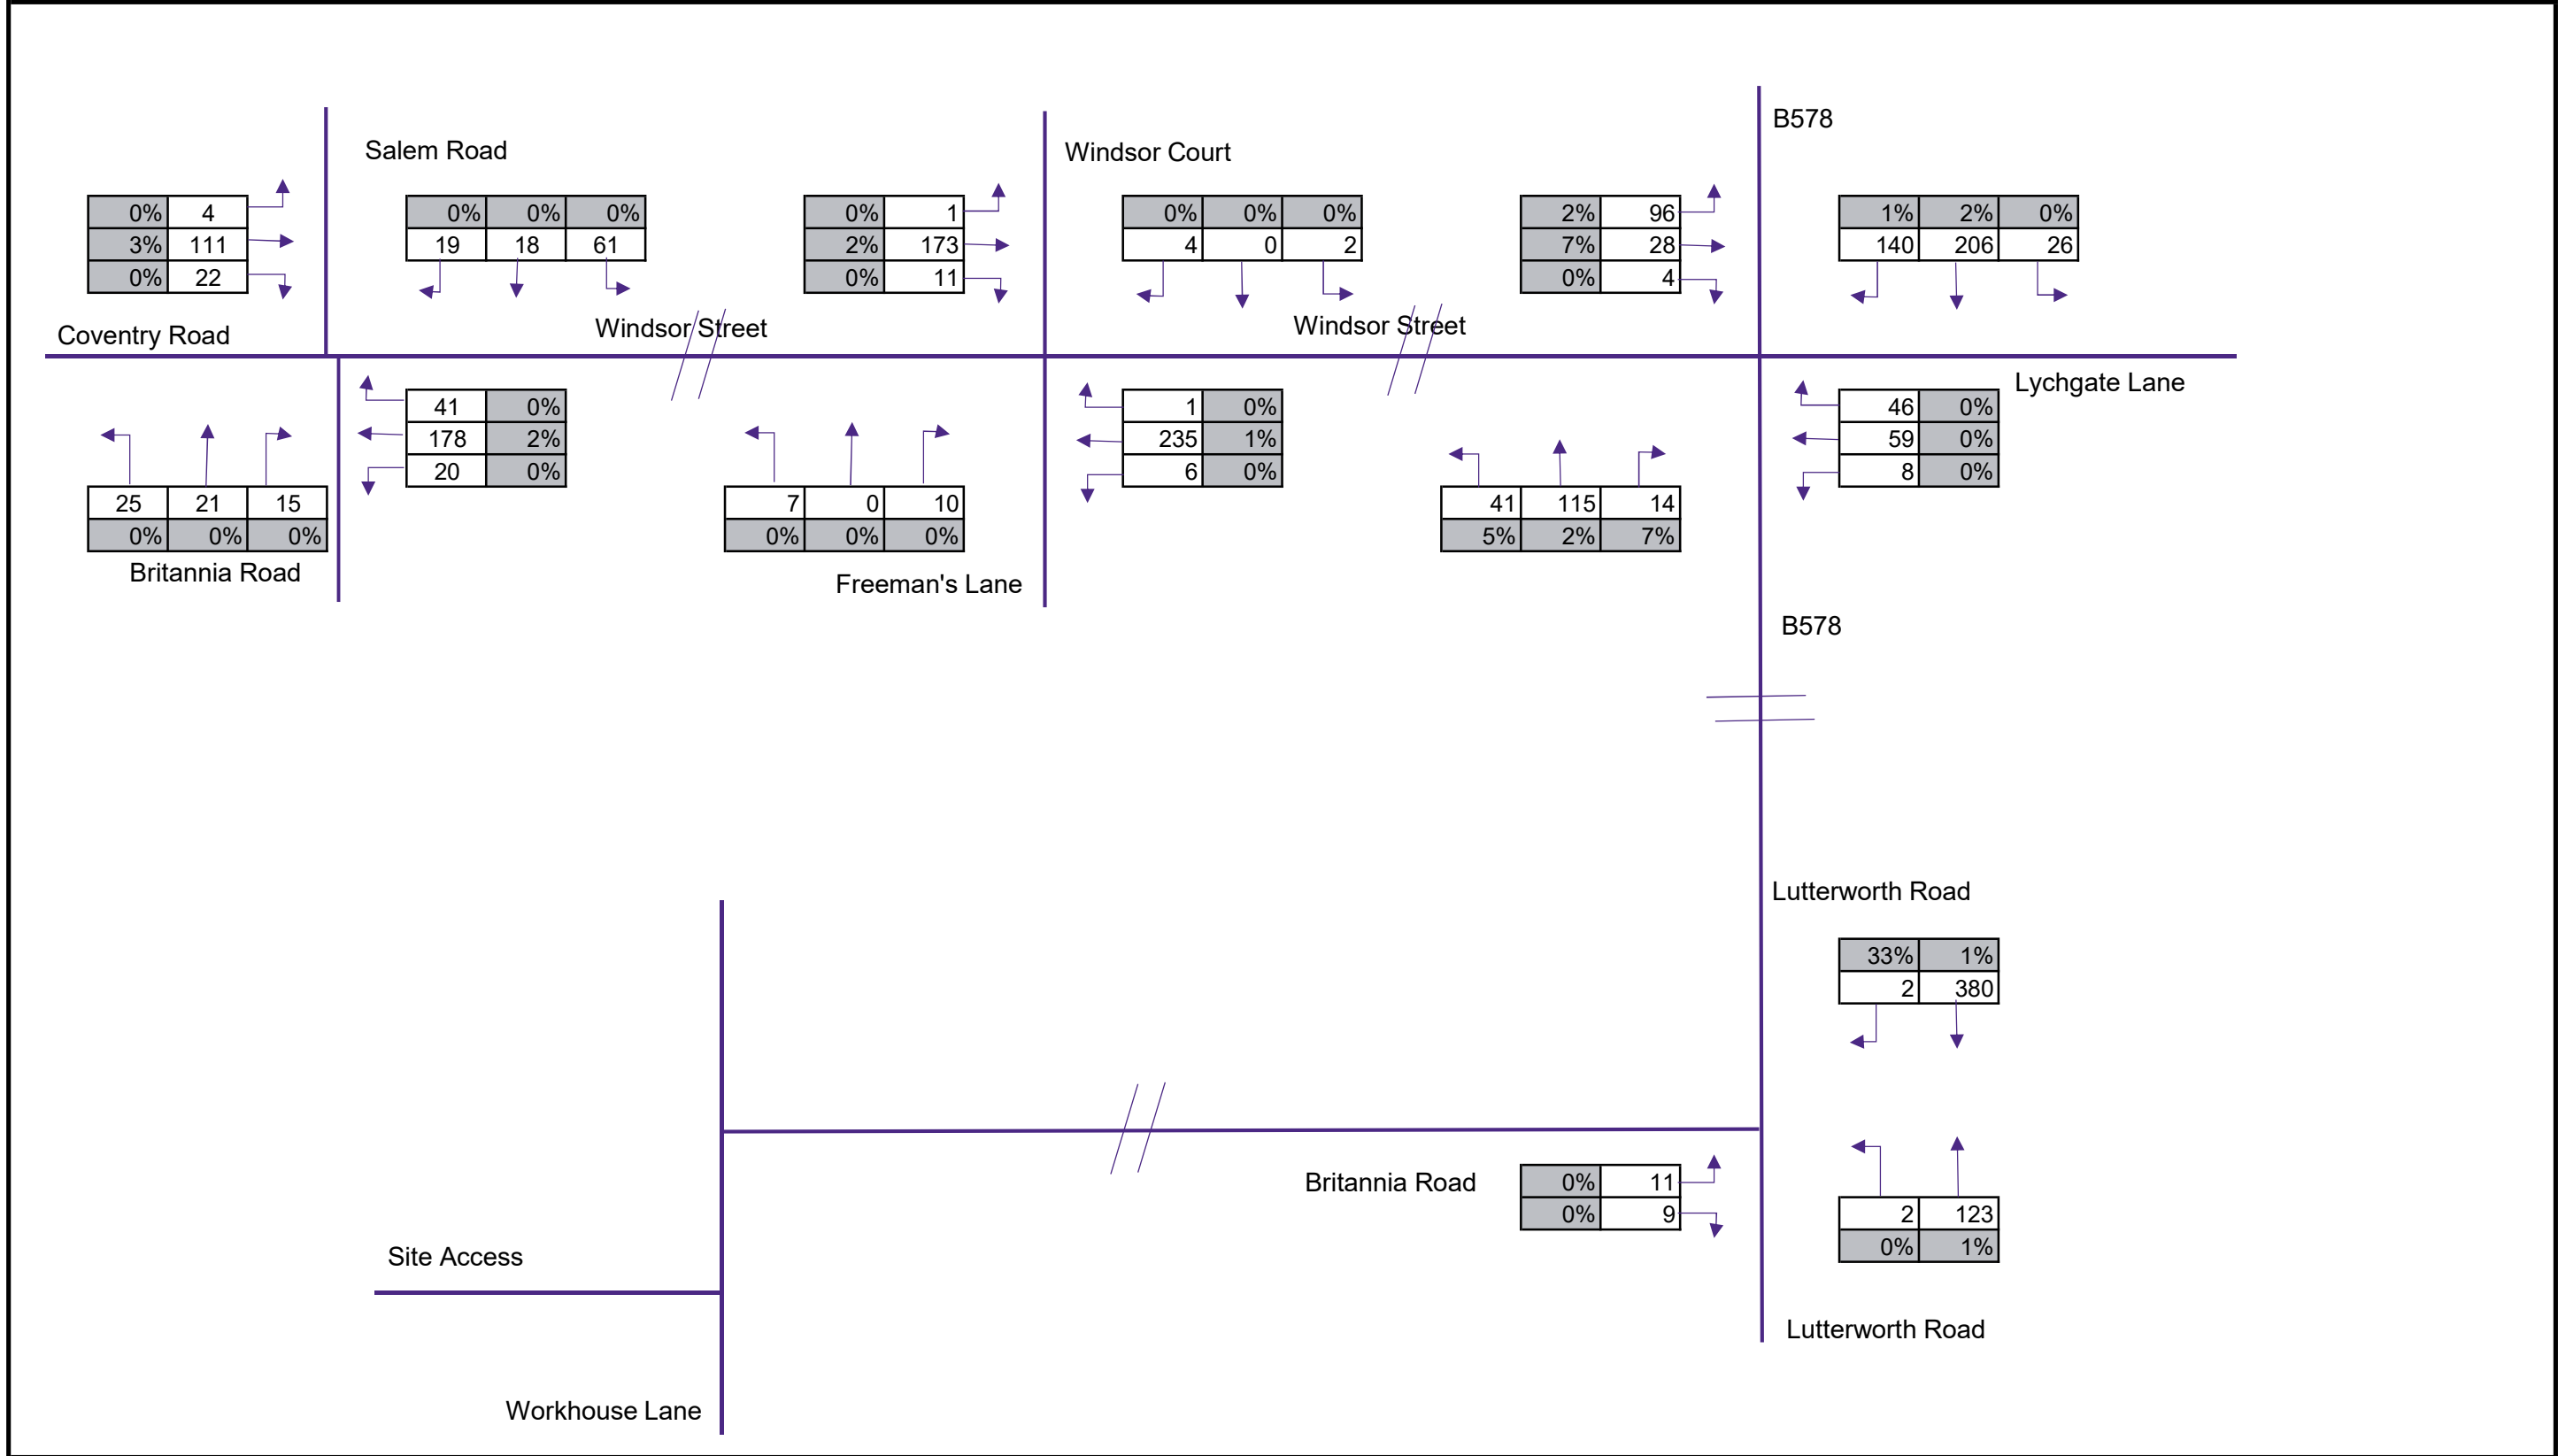 B578
Salem Road
Windsor Court
0% 4
3% 111
0% 22
0% 0% 0%
19 18 61
0% 1
2% 173
0% 11
0% 0% 0%
4 0 2
2% 96
7% 28
0% 4
1% 2% 0%
140 206 26
Coventry Road
Windsor Street
Windsor Street
Lychgate Lane
41 0%
178 2%
20 0%
1 0%
235 1%
6 0%
46 0%
59 0%
8 0%
25 21 15
0% 0% 0%
7 0 10
0% 0% 0%
41 115 14
5% 2% 7%
Britannia Road
Freeman's Lane
B578
Lutterworth Road
33% 1%
2 380
Britannia Road
0% 11
0% 9
2 123
0% 1%
Site Access
Lutterworth Road
Workhouse Lane